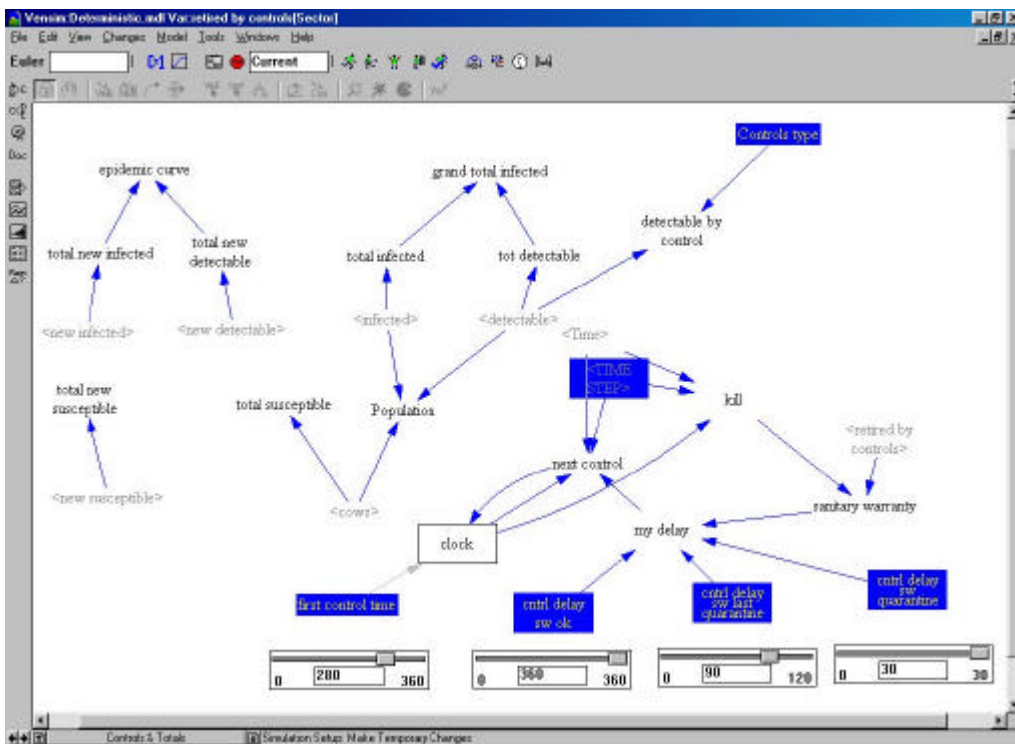 Vensim:Deterministic.mdl Var:retired by controls[Sector]
File Edit View Changes Model Tools Windows Help
Euler
Current
Doc
Controls type
epidemic curve
grand total infected
detectable by
control
total new infected
total new
detectable
total infected
tot detectable
<new infected>
<new detectable>
<infected>
<detectable>
<Time>
<TIME
STEP>
total new
susceptible
total susceptible
Population
kill
<retired by
controls>
next control
<new susceptible>
<cows>
sanitary warranty
clock
my delay
first control time
cntrl delay
sw ok
cntrl delay
sw last
quarantine
cntrl delay
sw
quarantine
0 280 360
0 360 360
0 90 120
0 30 30
Controls & Totals
Simulation Setup: Make Temporary Changes